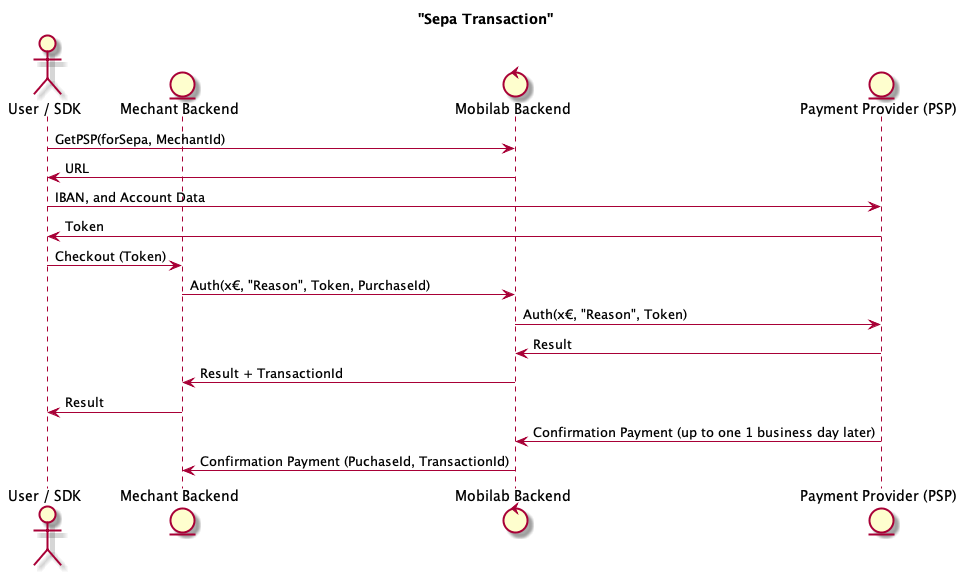 "Sepa Transaction"
User / SDK Mechant Backend Mobilab Backend Payment Provider (PSP)
GetPSP(forSepa, MechantId)
URL
IBAN, and Account Data
Token
Checkout (Token)
Auth(x€, "Reason", Token, PurchaseId)
Auth(x€, "Reason", Token)
Result
Result + TransactionId
Result
Confirmation Payment (up to one 1 business day later)
Confirmation Payment (PuchaseId, TransactionId)
User / SDK Mechant Backend Mobilab Backend Payment Provider (PSP)